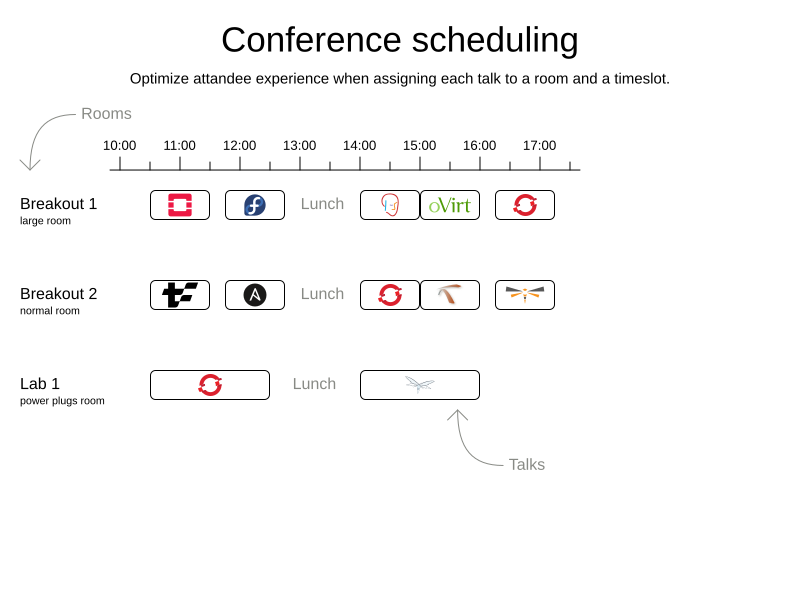 Conference scheduling
Optimize attandee experience when assigning each talk to a room and a timeslot.
Rooms
10:00 11:00 12:00 13:00 14:00 15:00 16:00 17:00
Breakout 1
large room
Lunch
oVirt
Breakout 2
normal room
Lunch
Lab 1
power plugs room
Lunch
Talks